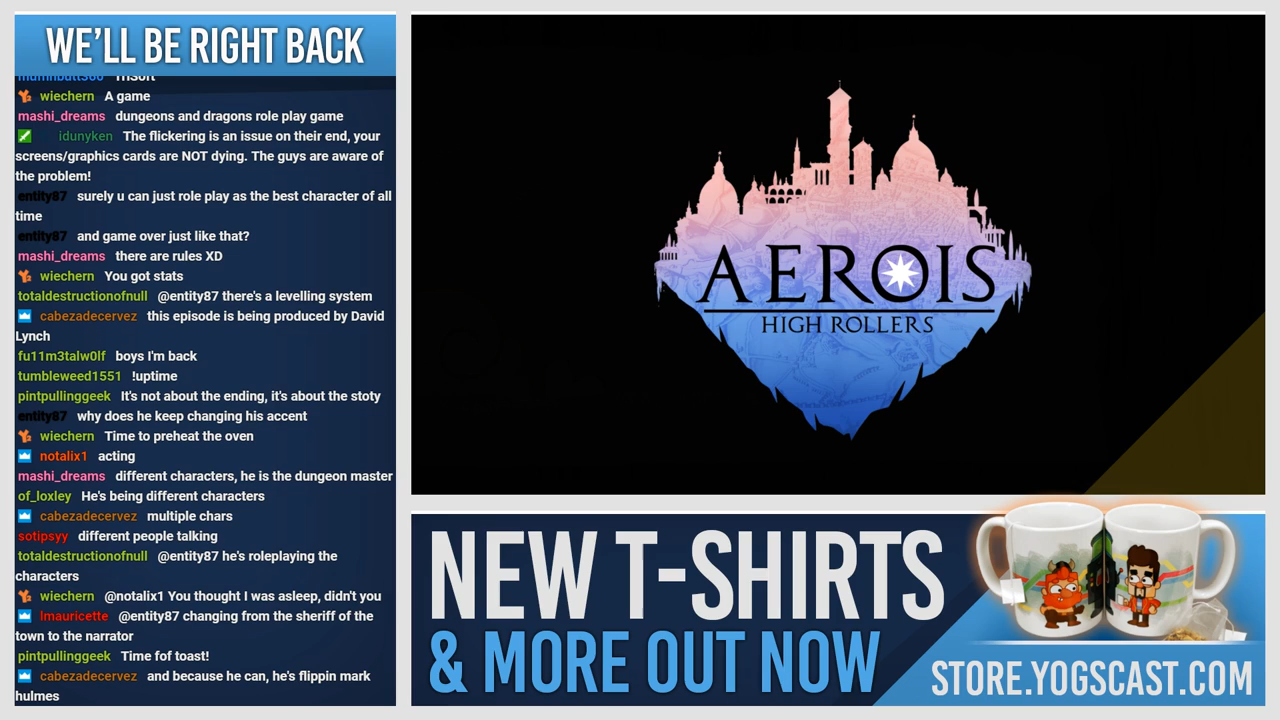 WE'LL BE RIGHT BACK
mumnbutt360 TriSoft
wiechern A game
mashi_dreams dungeons and dragons role play game
idunyken The flickering is an issue on their end, your
screens/graphics cards are NOT dying. The guys are aware of
the problem!
entity87 surely u can just role play as the best character of all
time
entity87 and game over just like that?
mashi_dreams there are rules XD
wiechern You got stats
totaldestructionofnull @entity87 there's a levelling system
cabezadecervez this episode is being produced by David
Lynch
fu11m3talw0lf boys I'm back
tumbleweed1551 !uptime
pintpullinggeek It's not about the ending, it's about the stoty
entity87 why does he keep changing his accent
wiechern Time to preheat the oven
notalix1 acting
mashi_dreams different characters, he is the dungeon master
of_loxley He's being different characters
cabezadecervez multiple chars
sotipsyy different people talking
totaldestructionofnull @entity87 he's roleplaying the
characters
wiechern @notalix1 You thought I was asleep, didn't you
lmauricette @entity87 changing from the sheriff of the
town to the narrator
pintpullinggeek Time fof toast!
cabezadecervez and because he can, he's flippin mark
hulmes
AEROIS
HIGH ROLLERS
NEW T-SHIRTS
& MORE OUT NOW
STORE.YOGSCAST.COM